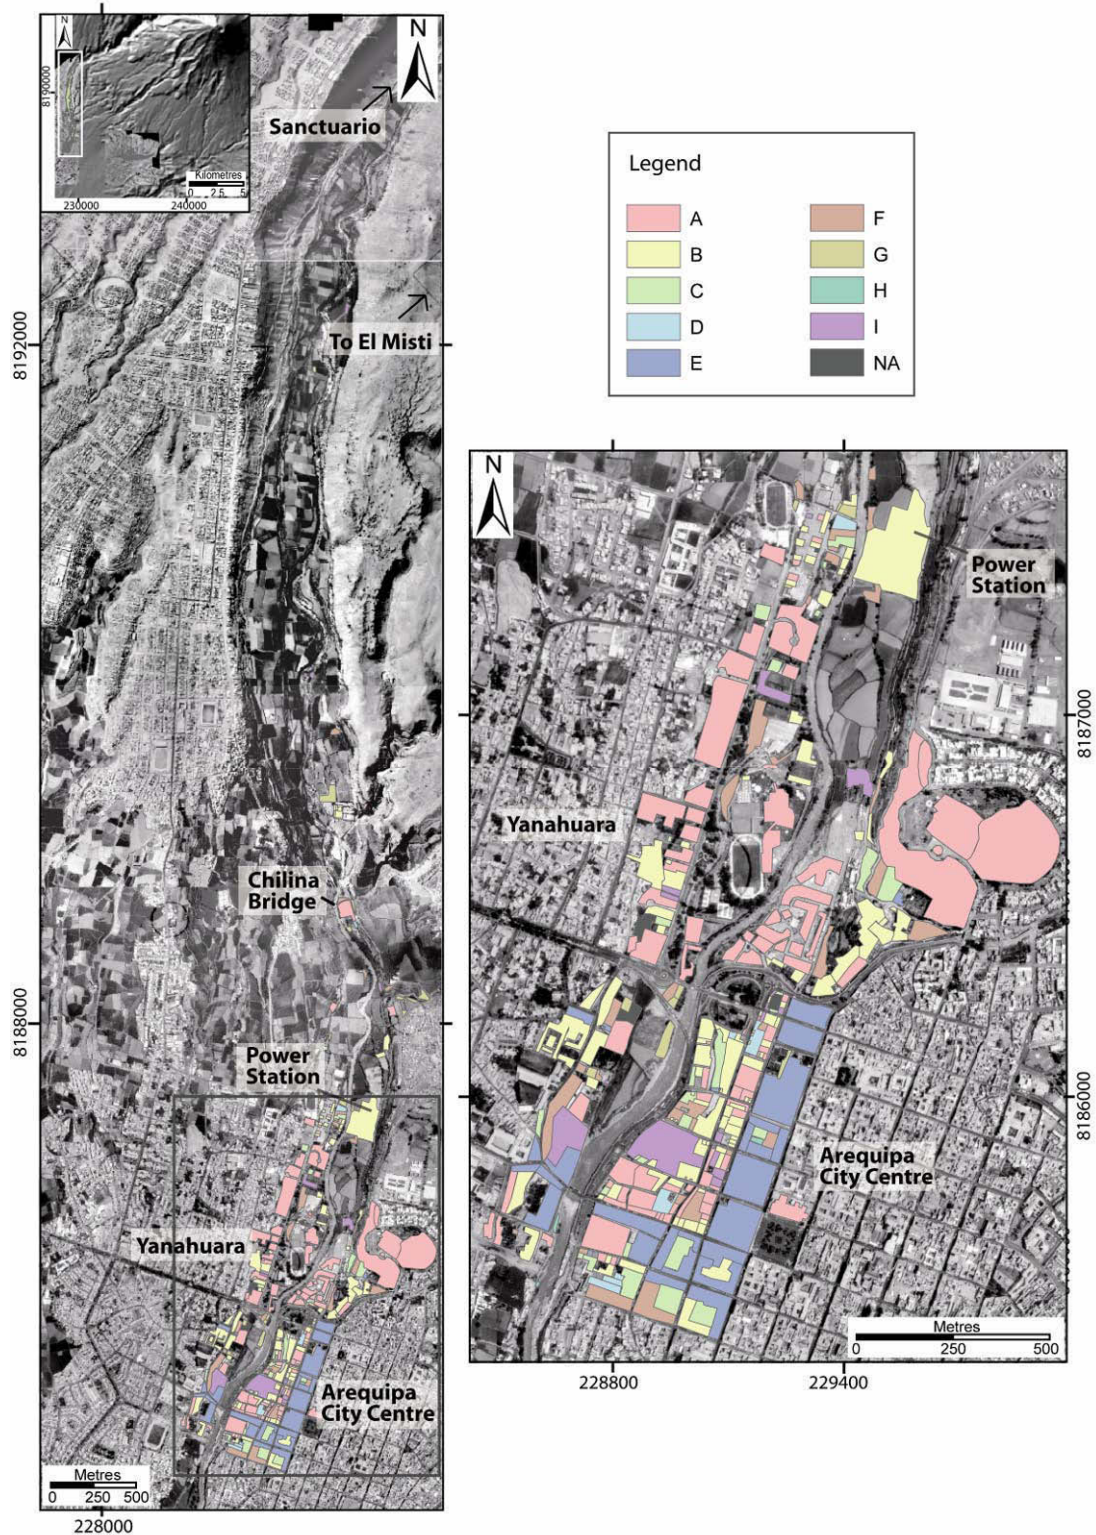 N
N
8190000
Sanctuario
Kilometres
0 2.5 5
230000
240000
Legend
A
F
B
G
C
H
D
I
E
NA
8192000
To El Misti
N
Power
Station
8187000
Yanahuara
Chilina
Bridge
8188000
Power
Station
8186000
Arequipa
City Centre
Yanahuara
Metres
0 250 500
228800
229400
Arequipa
City Centre
Metres
0 250 500
228000